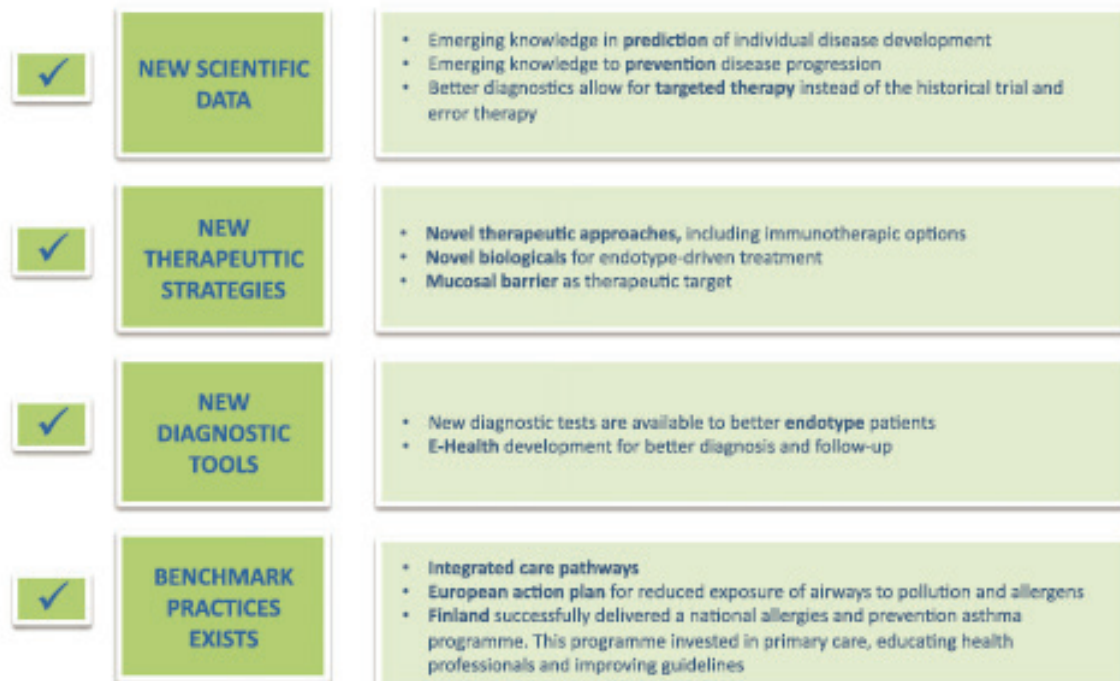 NEW SCIENTIFIC
DATA
• Emerging knowledge in prediction of individual disease development
• Emerging knowledge to prevention disease progression
• Better diagnostics allow for targeted therapy instead of the historical trial and
error therapy
NEW
THERAPEUTTIC
STRATEGIES
• Novel therapeutic approaches, including immunotherapic options
• Novel biologicals for endotype-driven treatment
• Mucosal barrier as therapeutic target
NEW
DIAGNOSTIC
TOOLS
• New diagnostic tests are available to better endotype patients
• E-Health development for better diagnosis and follow-up
BENCHMARK
PRACTICES
EXISTS
• Integrated care pathways
• European action plan for reduced exposure of airways to pollution and allergens
• Finland successfully delivered a national allergies and prevention asthma
programme. This programme invested in primary care, educating health
professionals and improving guidelines